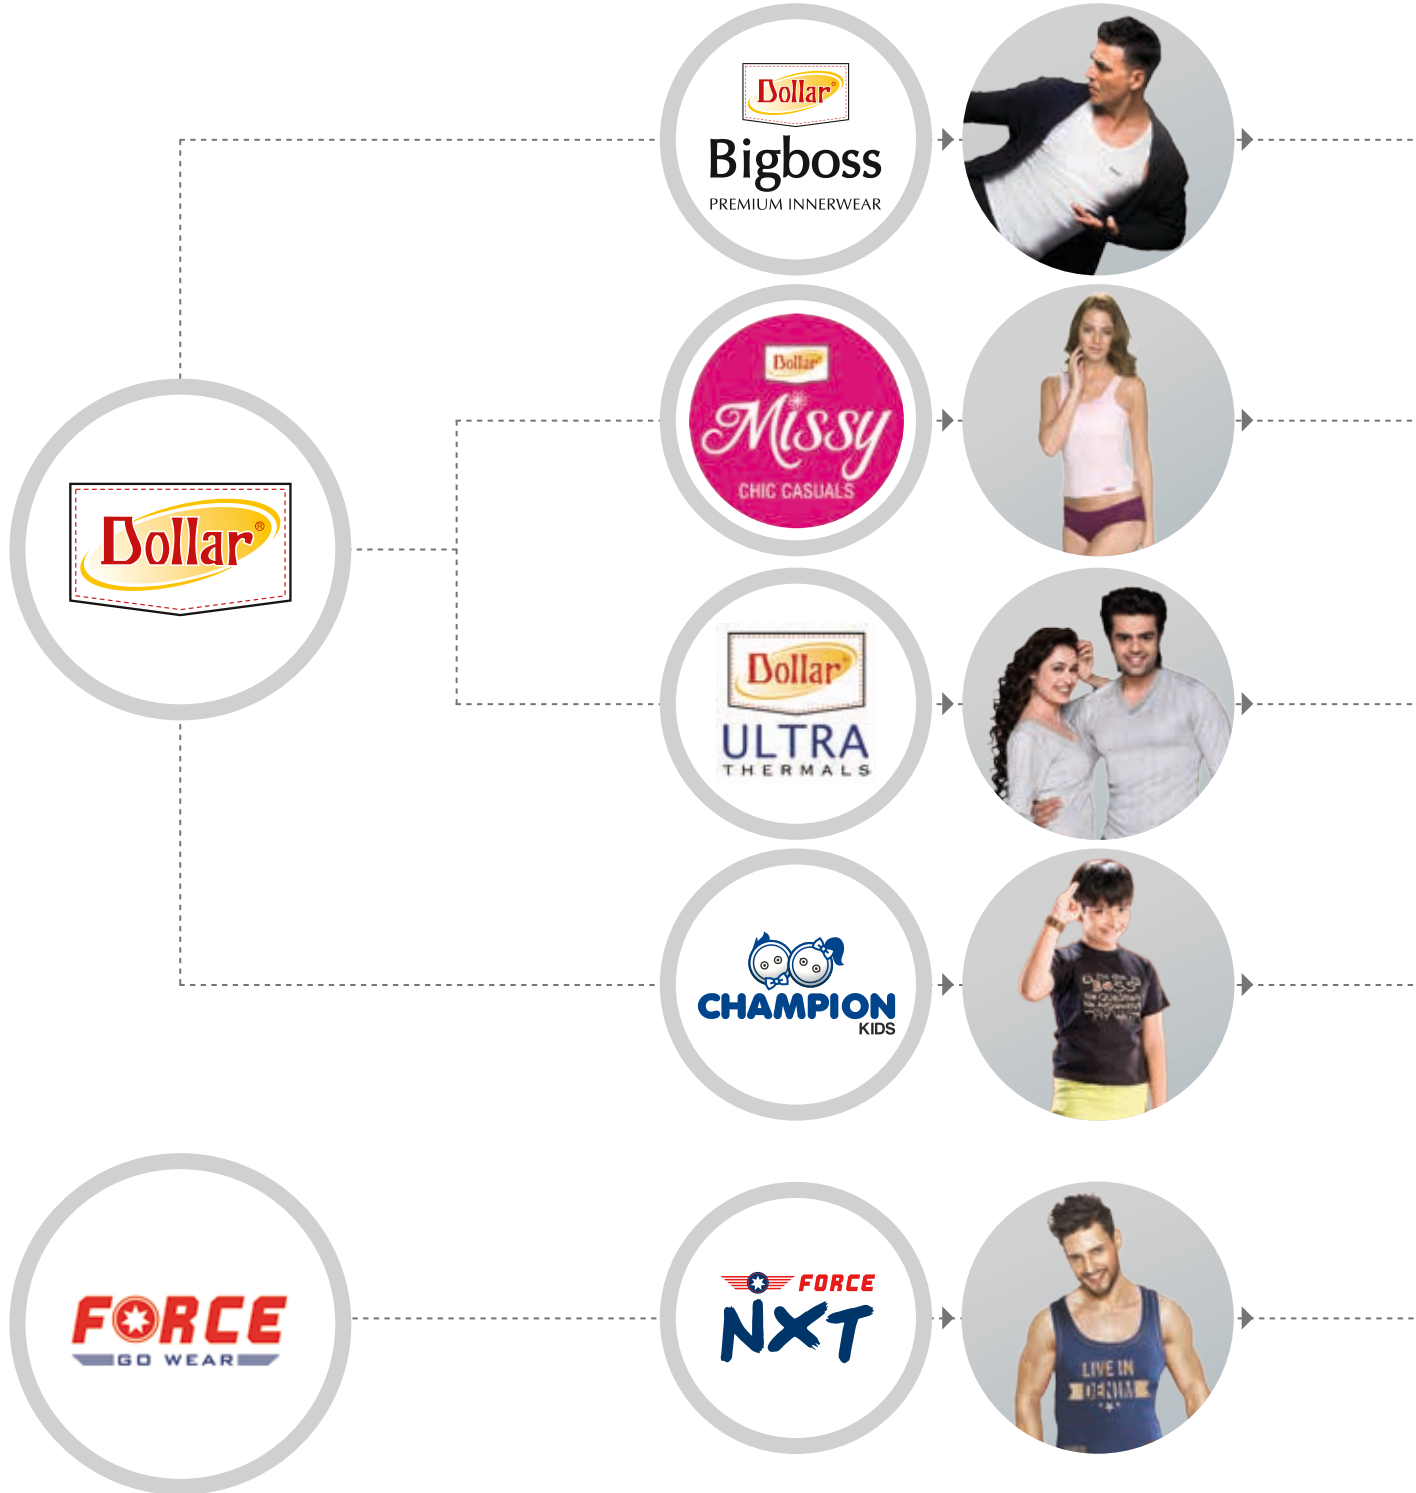 Dollar®
Bigboss
PREMIUM INNERWEAR
Dollar
Missy
CHIC CASUALS
Dollar®
Dollar
ULTRA
THERMALS
CHAMPION
KIDS
FORCE
GO WEAR
FORCE
NXT
LIVE IN
DENIM